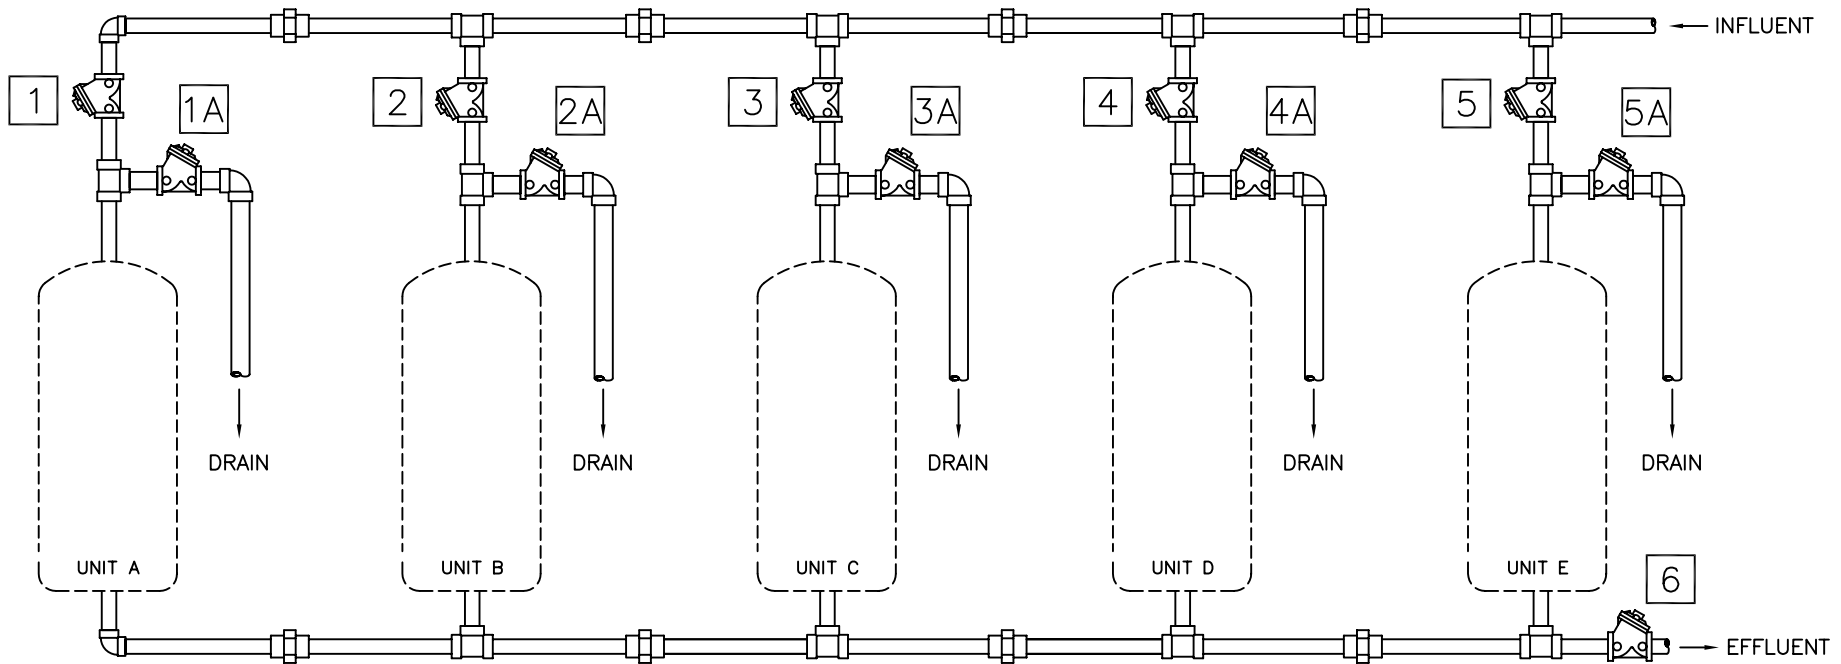 INFLUENT
1
1A
2
2A
3
3A
4
4A
5
5A
DRAIN
DRAIN
DRAIN
DRAIN
DRAIN
UNIT A
UNIT B
UNIT C
UNIT D
UNIT E
6
EFFLUENT